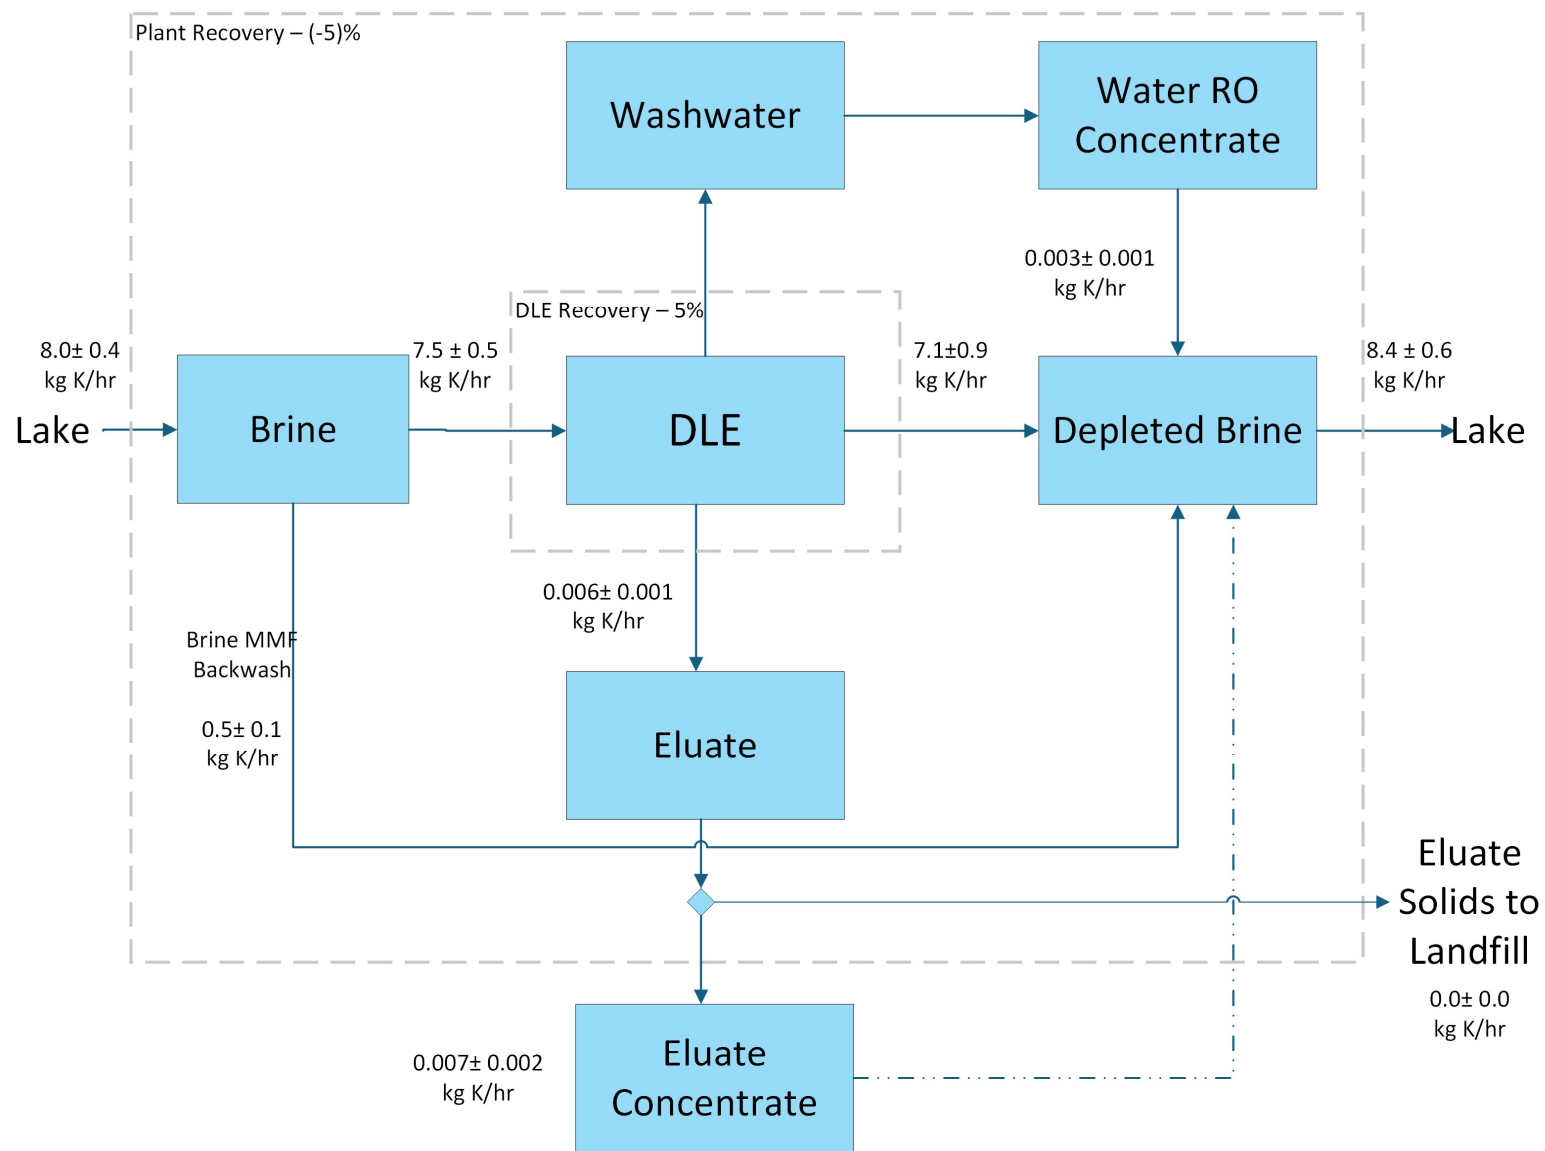 Plant Recovery – (-5)%
Washwater
Water RO
Concentrate
0.003± 0.001
kg K/hr
DLE Recovery – 5%
8.0± 0.4
kg K/hr
7.5 ± 0.5
kg K/hr
7.1±0.9
kg K/hr
8.4 ± 0.6
kg K/hr
Lake
Brine
DLE
Depleted Brine
Lake
0.006± 0.001
kg K/hr
Brine MMF
Backwash
0.5± 0.1
kg K/hr
Eluate
Eluate
Solids to
Landfill
0.0± 0.0
kg K/hr
0.007± 0.002
kg K/hr
Eluate
Concentrate